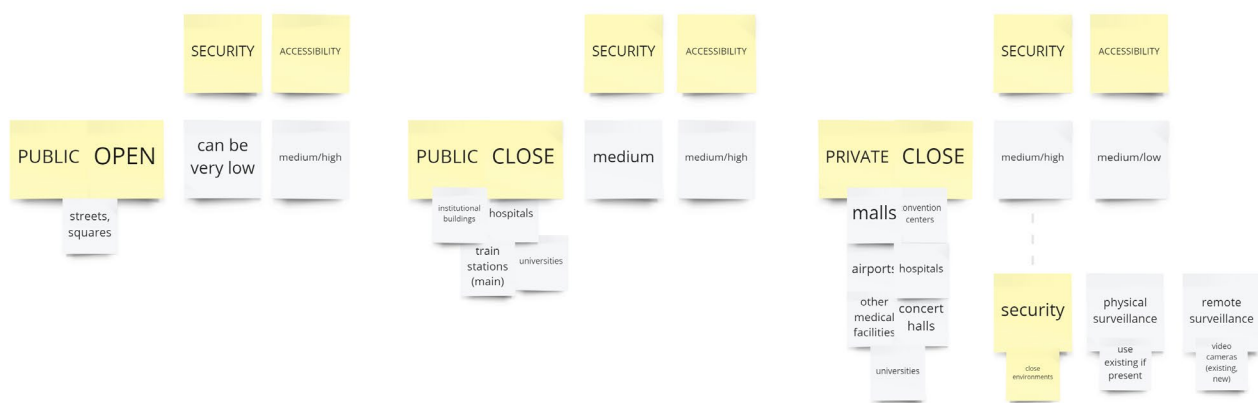 SECURITY
ACCESSIBILITY
PUBLIC OPEN
can be
very low
medium/high
streets,
squares
SECURITY
ACCESSIBILITY
PUBLIC CLOSE
medium
medium/high
institutional
buildings
hospitals
train
stations
(main)
universities
SECURITY
ACCESSIBILITY
PRIVATE CLOSE
medium/high
medium/low
malls
onvention
centers
airports
hospitals
other
medical
facilities
concert
halls
universities
security
close
environments
physical
surveillance
use
existing if
present
remote
surveillance
video
cameras
(existing,
new)